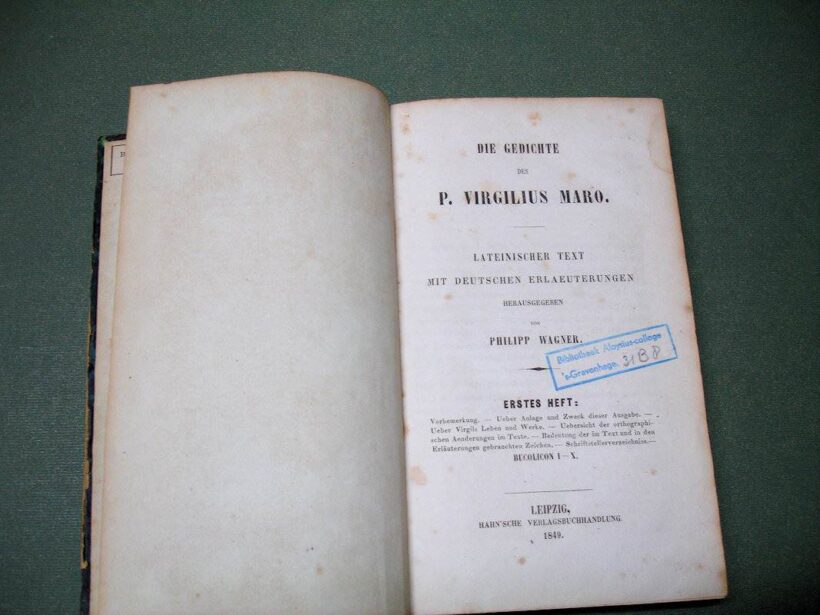 DIE GEDICHTE
DES
P. VIRGILIUS MARO.
LATEINISCHER TEXT
MIT DEUTSCHEN ERLAEUTERUNGEN
HERAUSGEGEBEN
VON
PHILIPP WAGNER.
Bibliotheek Aloysius-college
's-Gravenhage. 31 B 8
ERSTES HEFT:
Vorbemerkung. — Ueber Anlage und Zweck dieser Ausgabe. —
Ueber Virgils Leben und Werke. — Uebersicht der orthographi-
schen Aenderungen im Texte. — Bedeutung der im Text und in den
Erläuterungen gebrauchten Zeichen. — Schriftstellerverzeichniss. —
BUCOLICON I—X.
LEIPZIG,
HAHN'SCHE VERLAGSBUCHHANDLUNG.
1849.